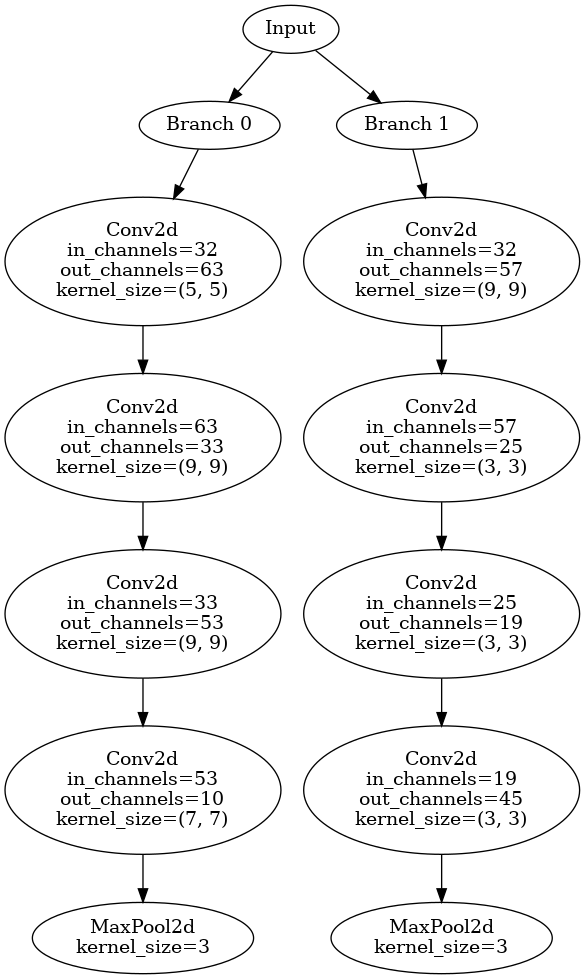 Input
Branch 0
Branch 1
Conv2d
in_channels=32
out_channels=63
kernel_size=(5, 5)
Conv2d
in_channels=32
out_channels=57
kernel_size=(9, 9)
Conv2d
in_channels=63
out_channels=33
kernel_size=(9, 9)
Conv2d
in_channels=57
out_channels=25
kernel_size=(3, 3)
Conv2d
in_channels=33
out_channels=53
kernel_size=(9, 9)
Conv2d
in_channels=25
out_channels=19
kernel_size=(3, 3)
Conv2d
in_channels=53
out_channels=10
kernel_size=(7, 7)
Conv2d
in_channels=19
out_channels=45
kernel_size=(3, 3)
MaxPool2d
kernel_size=3
MaxPool2d
kernel_size=3